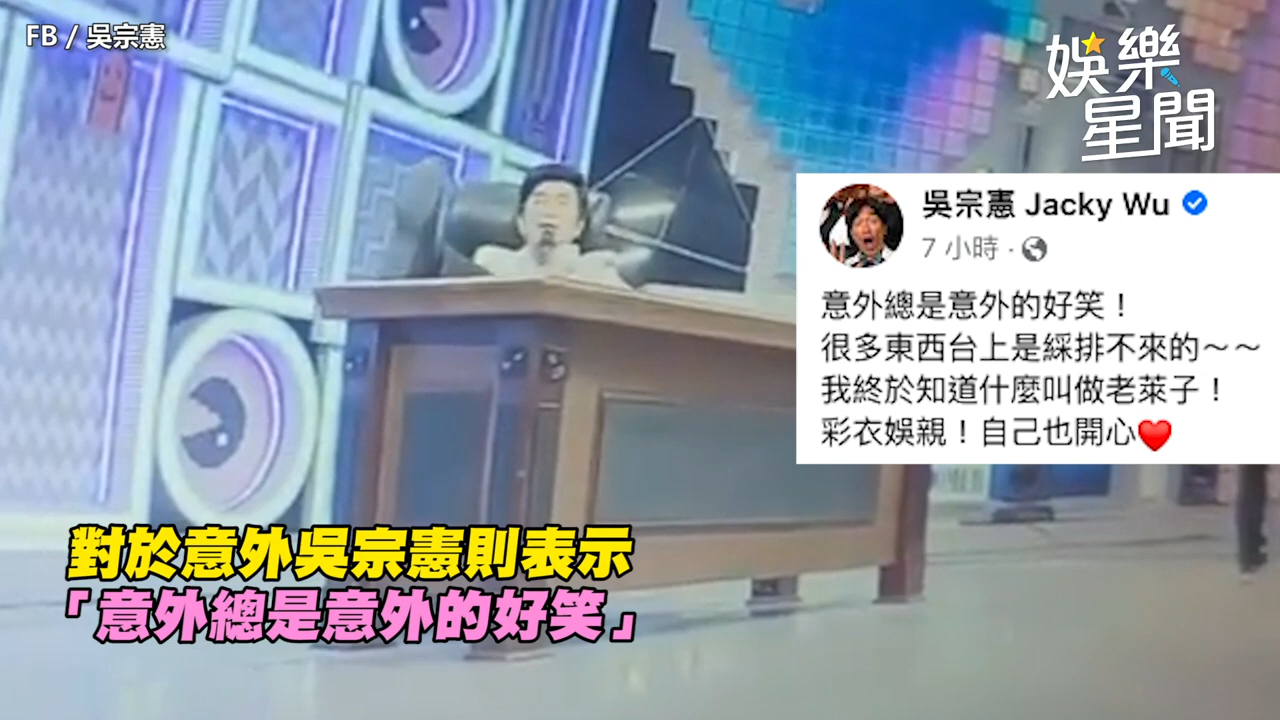 FB / 吳宗憲
娛樂
星聞
吳宗憲 Jacky Wu
7 小時 ·
意外總是意外的好笑！
很多東西台上是綵排不來的～～
我終於知道什麼叫做老萊子！
彩衣娛親！自己也開心❤️
對於意外吳宗憲則表示
「意外總是意外的好笑」